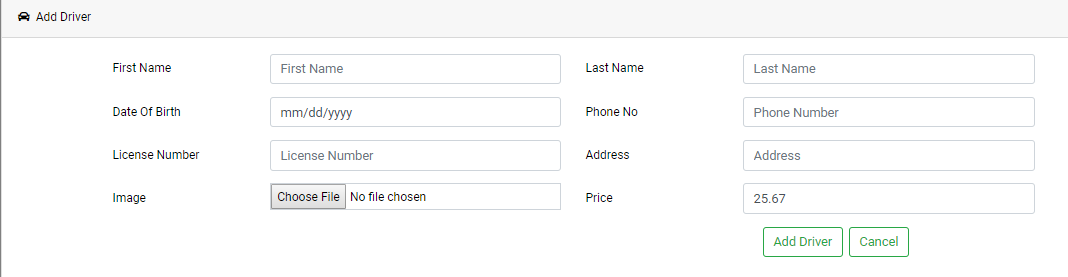 Add Driver
First Name First Name Last Name Last Name
Date Of Birth mm/dd/yyyy Phone No Phone Number
License Number License Number Address Address
Image Choose File No file chosen Price 25.67
Add Driver Cancel